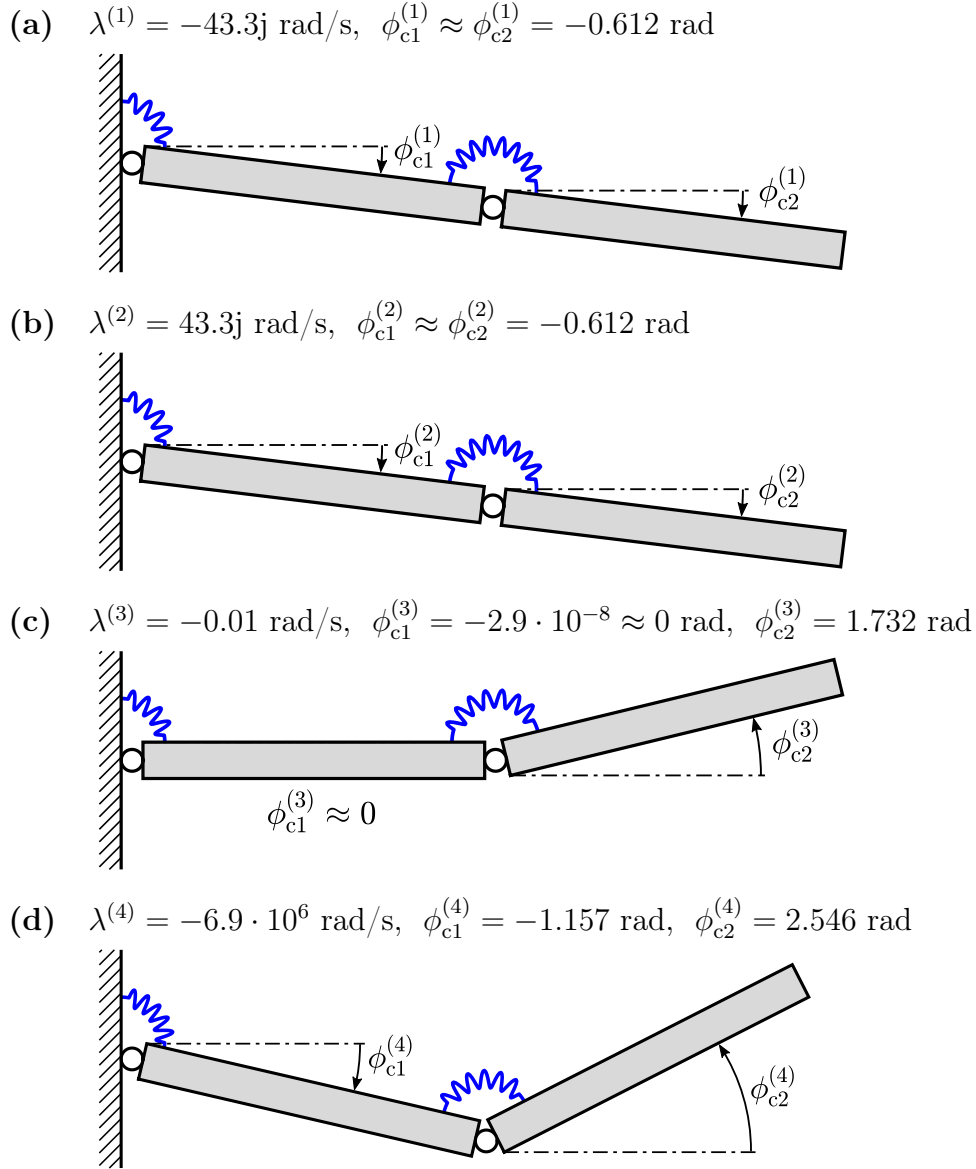 (a) λ⁽¹⁾ = −43.3j rad/s, ϕ_c1⁽¹⁾ ≈ ϕ_c2⁽¹⁾ = −0.612 rad
ϕ_c1⁽¹⁾
ϕ_c2⁽¹⁾
(b) λ⁽²⁾ = 43.3j rad/s, ϕ_c1⁽²⁾ ≈ ϕ_c2⁽²⁾ = −0.612 rad
ϕ_c1⁽²⁾
ϕ_c2⁽²⁾
(c) λ⁽³⁾ = −0.01 rad/s, ϕ_c1⁽³⁾ = −2.9 · 10⁻⁸ ≈ 0 rad, ϕ_c2⁽³⁾ = 1.732 rad
ϕ_c2⁽³⁾
ϕ_c1⁽³⁾ ≈ 0
(d) λ⁽⁴⁾ = −6.9 · 10⁶ rad/s, ϕ_c1⁽⁴⁾ = −1.157 rad, ϕ_c2⁽⁴⁾ = 2.546 rad
ϕ_c1⁽⁴⁾
ϕ_c2⁽⁴⁾